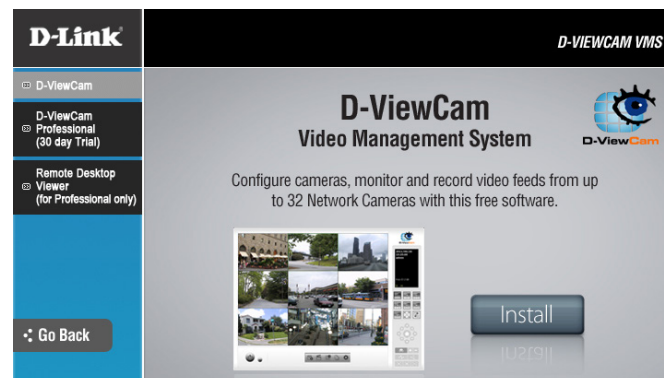 D-Link
D-VIEWCAM VMS
D-ViewCam
D-ViewCam
Professional
(30 day Trial)
Remote Desktop
Viewer
(for Professional only)
Go Back
D-ViewCam
Video Management System
D-ViewCam
Configure cameras, monitor and record video feeds from up
to 32 Network Cameras with this free software.
Install